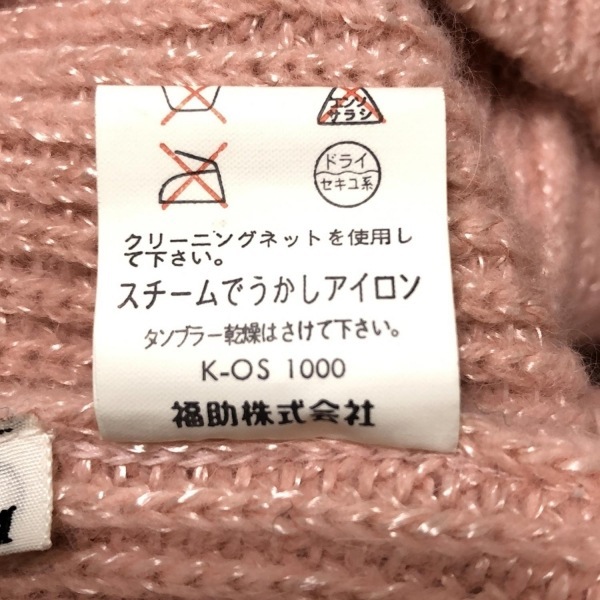 エンソ
サラシ
ドライ
セキユ系
クリーニングネットを使用し
て下さい。
スチームでうかしアイロン
タンブラー乾燥はさけて下さい。
K-OS 1000
福助株式会社